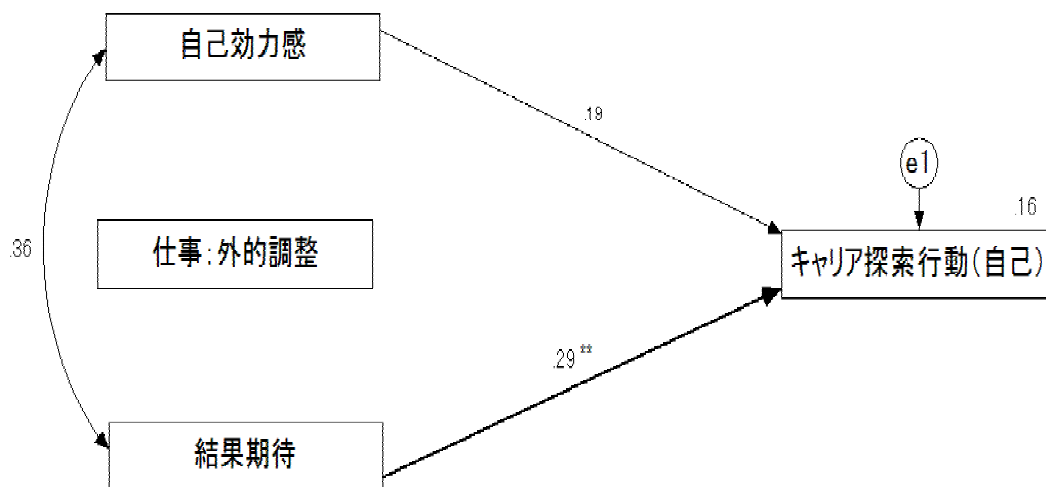 自己効力感
.19
e1
.16
.36
仕事:外的調整
キャリア探索行動(自己)
.29**
結果期待